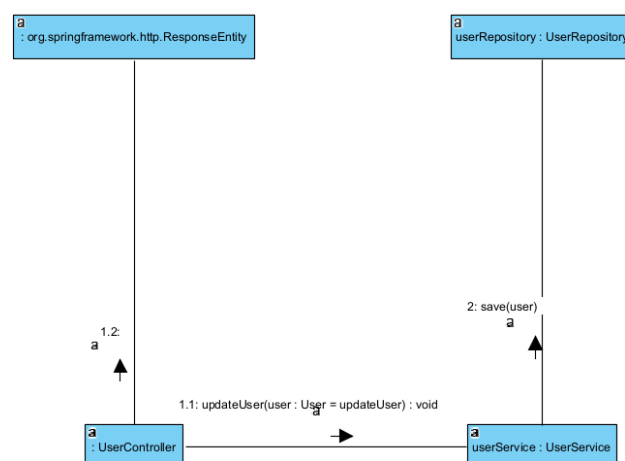 a
: org.springframework.http.ResponseEntity
a
userRepository : UserRepository
1.2:
a
2: save(user)
a
1.1: updateUser(user : User = updateUser) : void
a
a
: UserController
a
userService : UserService